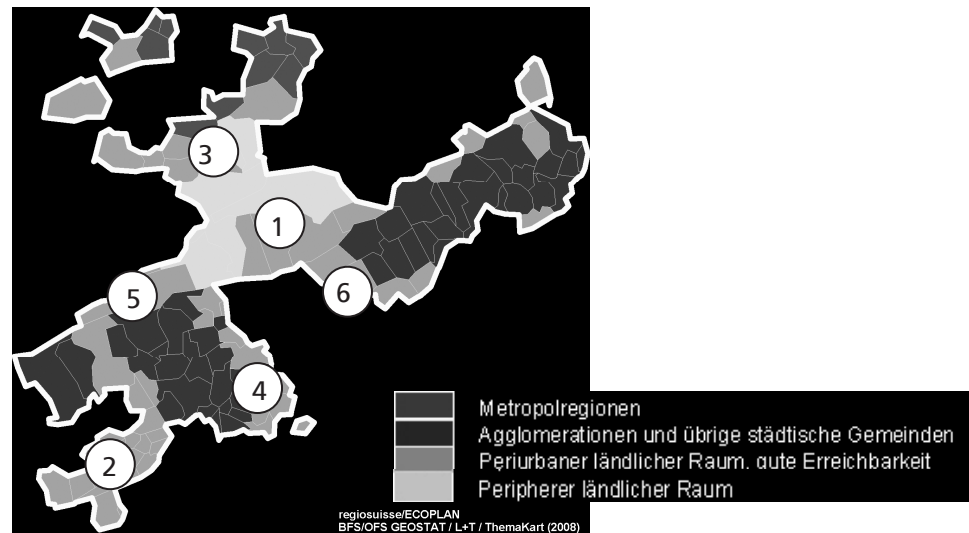 3
1
6
5
4
2
Metropolregionen
Agglomerationen und übrige städtische Gemeinden
Periurbaner ländlicher Raum, gute Erreichbarkeit
Peripherer ländlicher Raum
regiosuisse/ECOPLAN
BFS/OFS GEOSTAT / L+T / ThemaKart (2008)